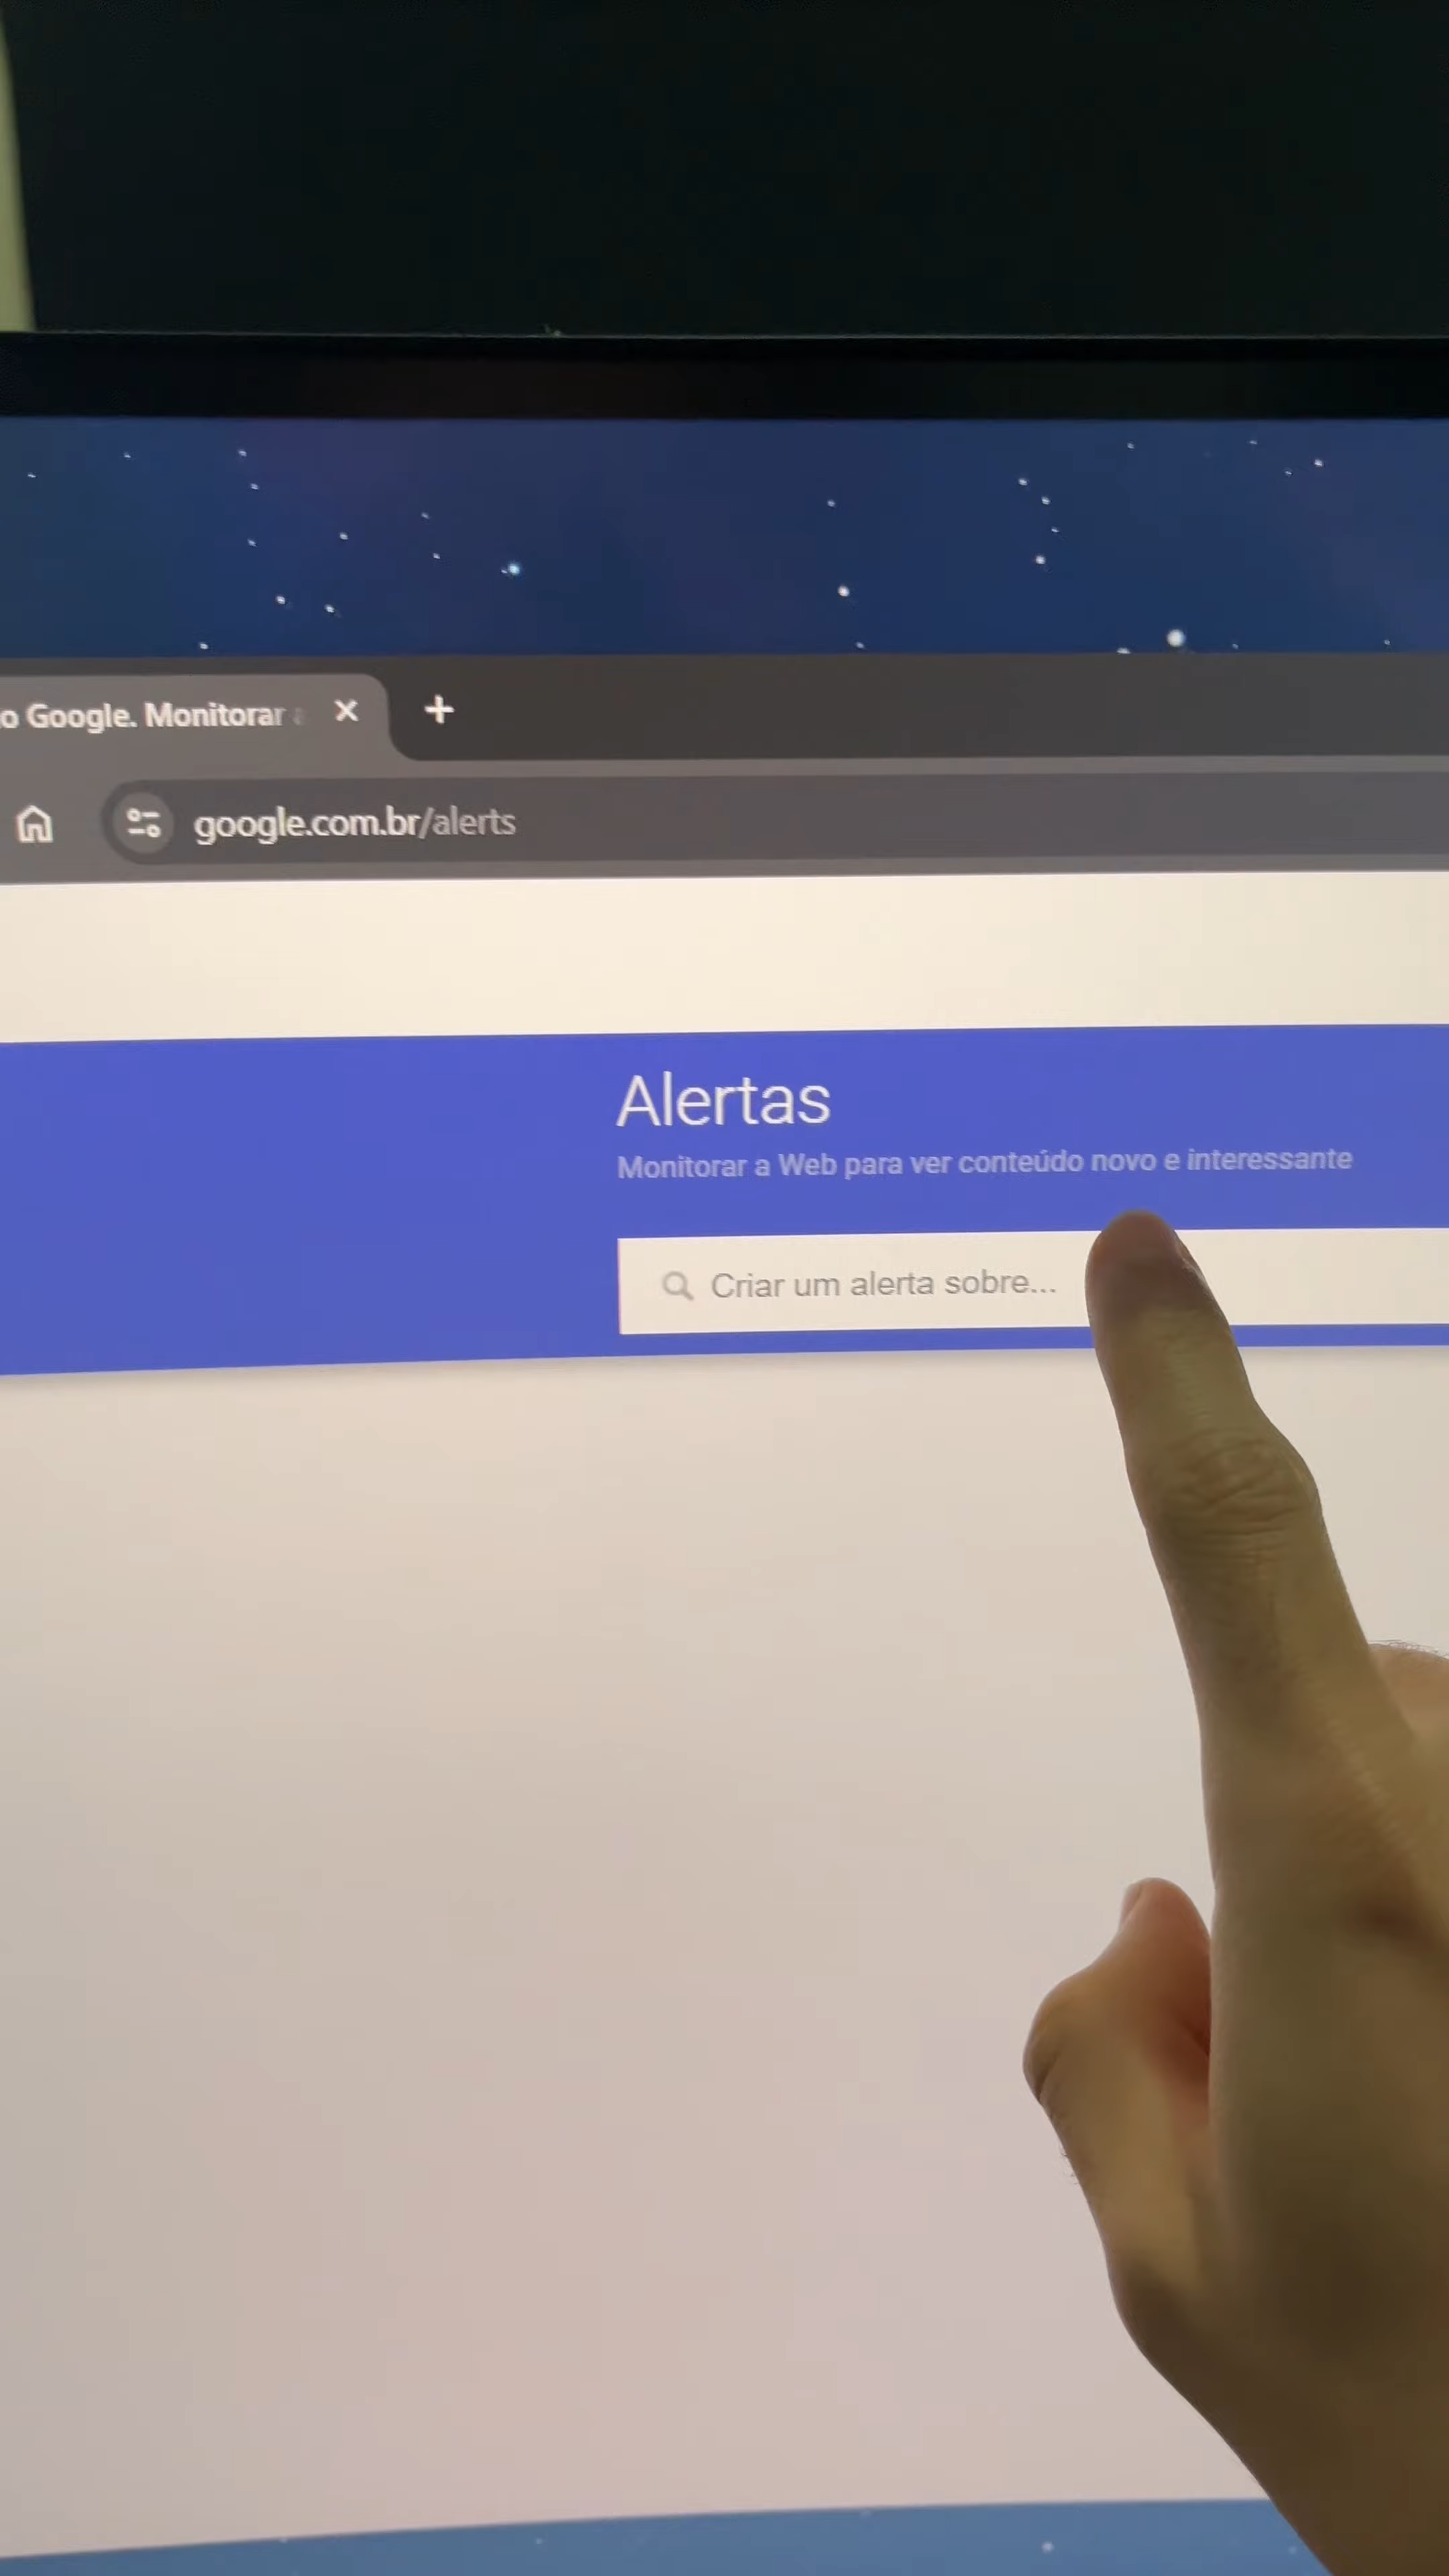 o Google. Monitorar
google.com.br/alerts
Alertas
Monitorar a Web para ver conteúdo novo e interessante
Criar um alerta sobre...